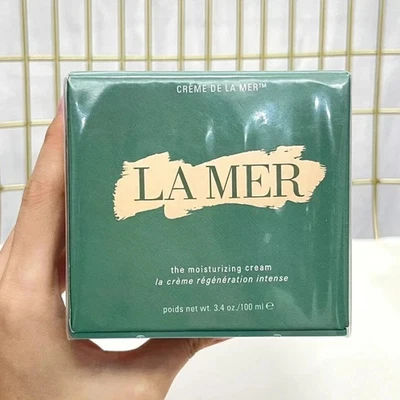 CRÈME DE LA MER™
LA MER
the moisturizing cream
la crème régénération intense
poids net wt. 3.4 oz./100 ml ℮